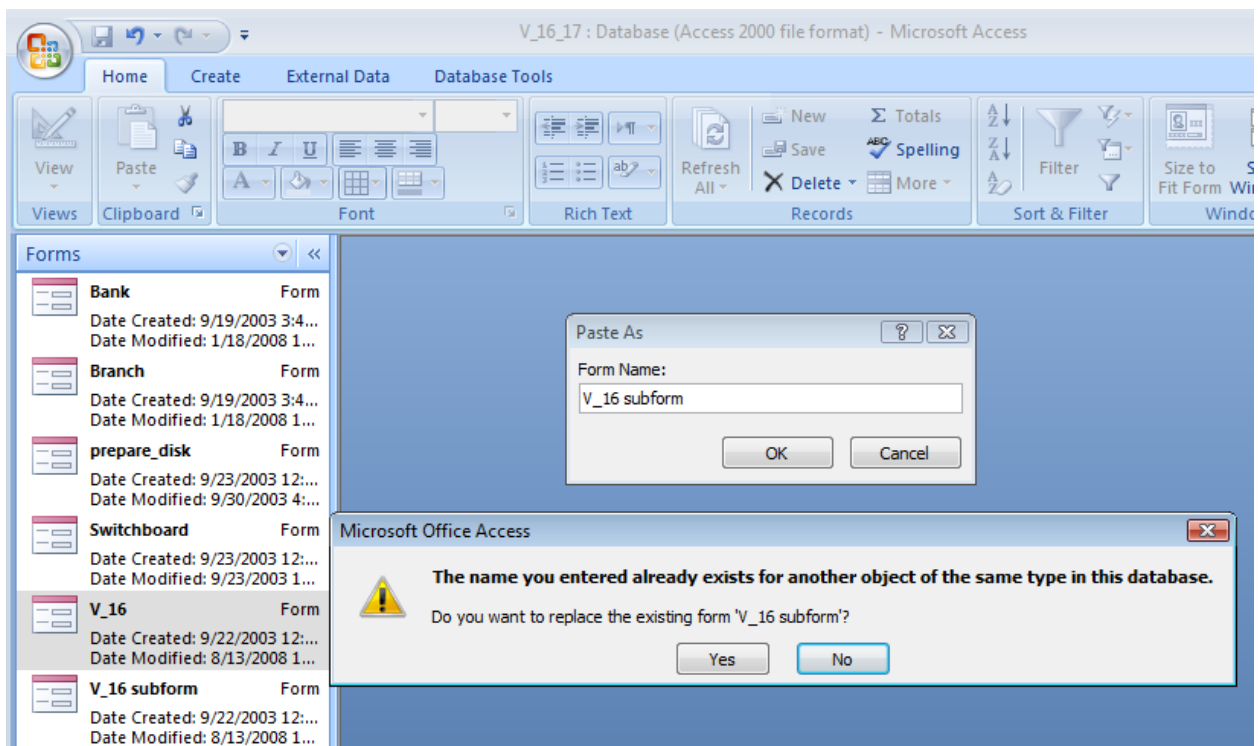 V_16_17 : Database (Access 2000 file format) - Microsoft Access
Home Create External Data Database Tools
View
Paste
B I U
A
ab
Refresh All
New
Save
Delete
Totals
ABC Spelling
More
A Z
Z A
A Z
Filter
Size to Fit Form
Views Clipboard Font Rich Text Records Sort & Filter
Forms
Bank Form
Date Created: 9/19/2003 3:4...
Date Modified: 1/18/2008 1...
Branch Form
Date Created: 9/19/2003 3:4...
Date Modified: 1/18/2008 1...
prepare_disk Form
Date Created: 9/23/2003 12:...
Date Modified: 9/30/2003 4:...
Switchboard Form
Date Created: 9/23/2003 12:...
Date Modified: 9/23/2003 1...
V_16 Form
Date Created: 9/22/2003 12:...
Date Modified: 8/13/2008 1...
V_16 subform Form
Date Created: 9/22/2003 12:...
Date Modified: 8/13/2008 1...
Paste As
Form Name:
V_16 subform
OK Cancel
Microsoft Office Access
The name you entered already exists for another object of the same type in this database.
Do you want to replace the existing form 'V_16 subform'?
Yes No